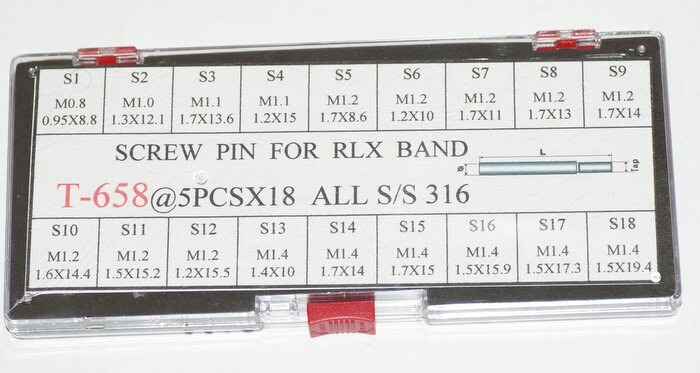 S1 S2 S3 S4 S5 S6 S7 S8 S9
M0.8 M1.0 M1.1 M1.1 M1.2 M1.2 M1.2 M1.2 M1.2
0.95X8.8 1.3X12.1 1.7X13.6 1.2X15 1.7X8.6 1.2X10 1.7X11 1.7X13 1.7X14
SCREW PIN FOR RLX BAND
Ø L Tap
T-658@5PCSX18 ALL S/S 316
S10 S11 S12 S13 S14 S15 S16 S17 S18
M1.2 M1.2 M1.2 M1.4 M1.4 M1.4 M1.4 M1.4 M1.4
1.6X14.4 1.5X15.2 1.2X15.5 1.4X10 1.7X14 1.7X15 1.5X15.9 1.5X17.3 1.5X19.4